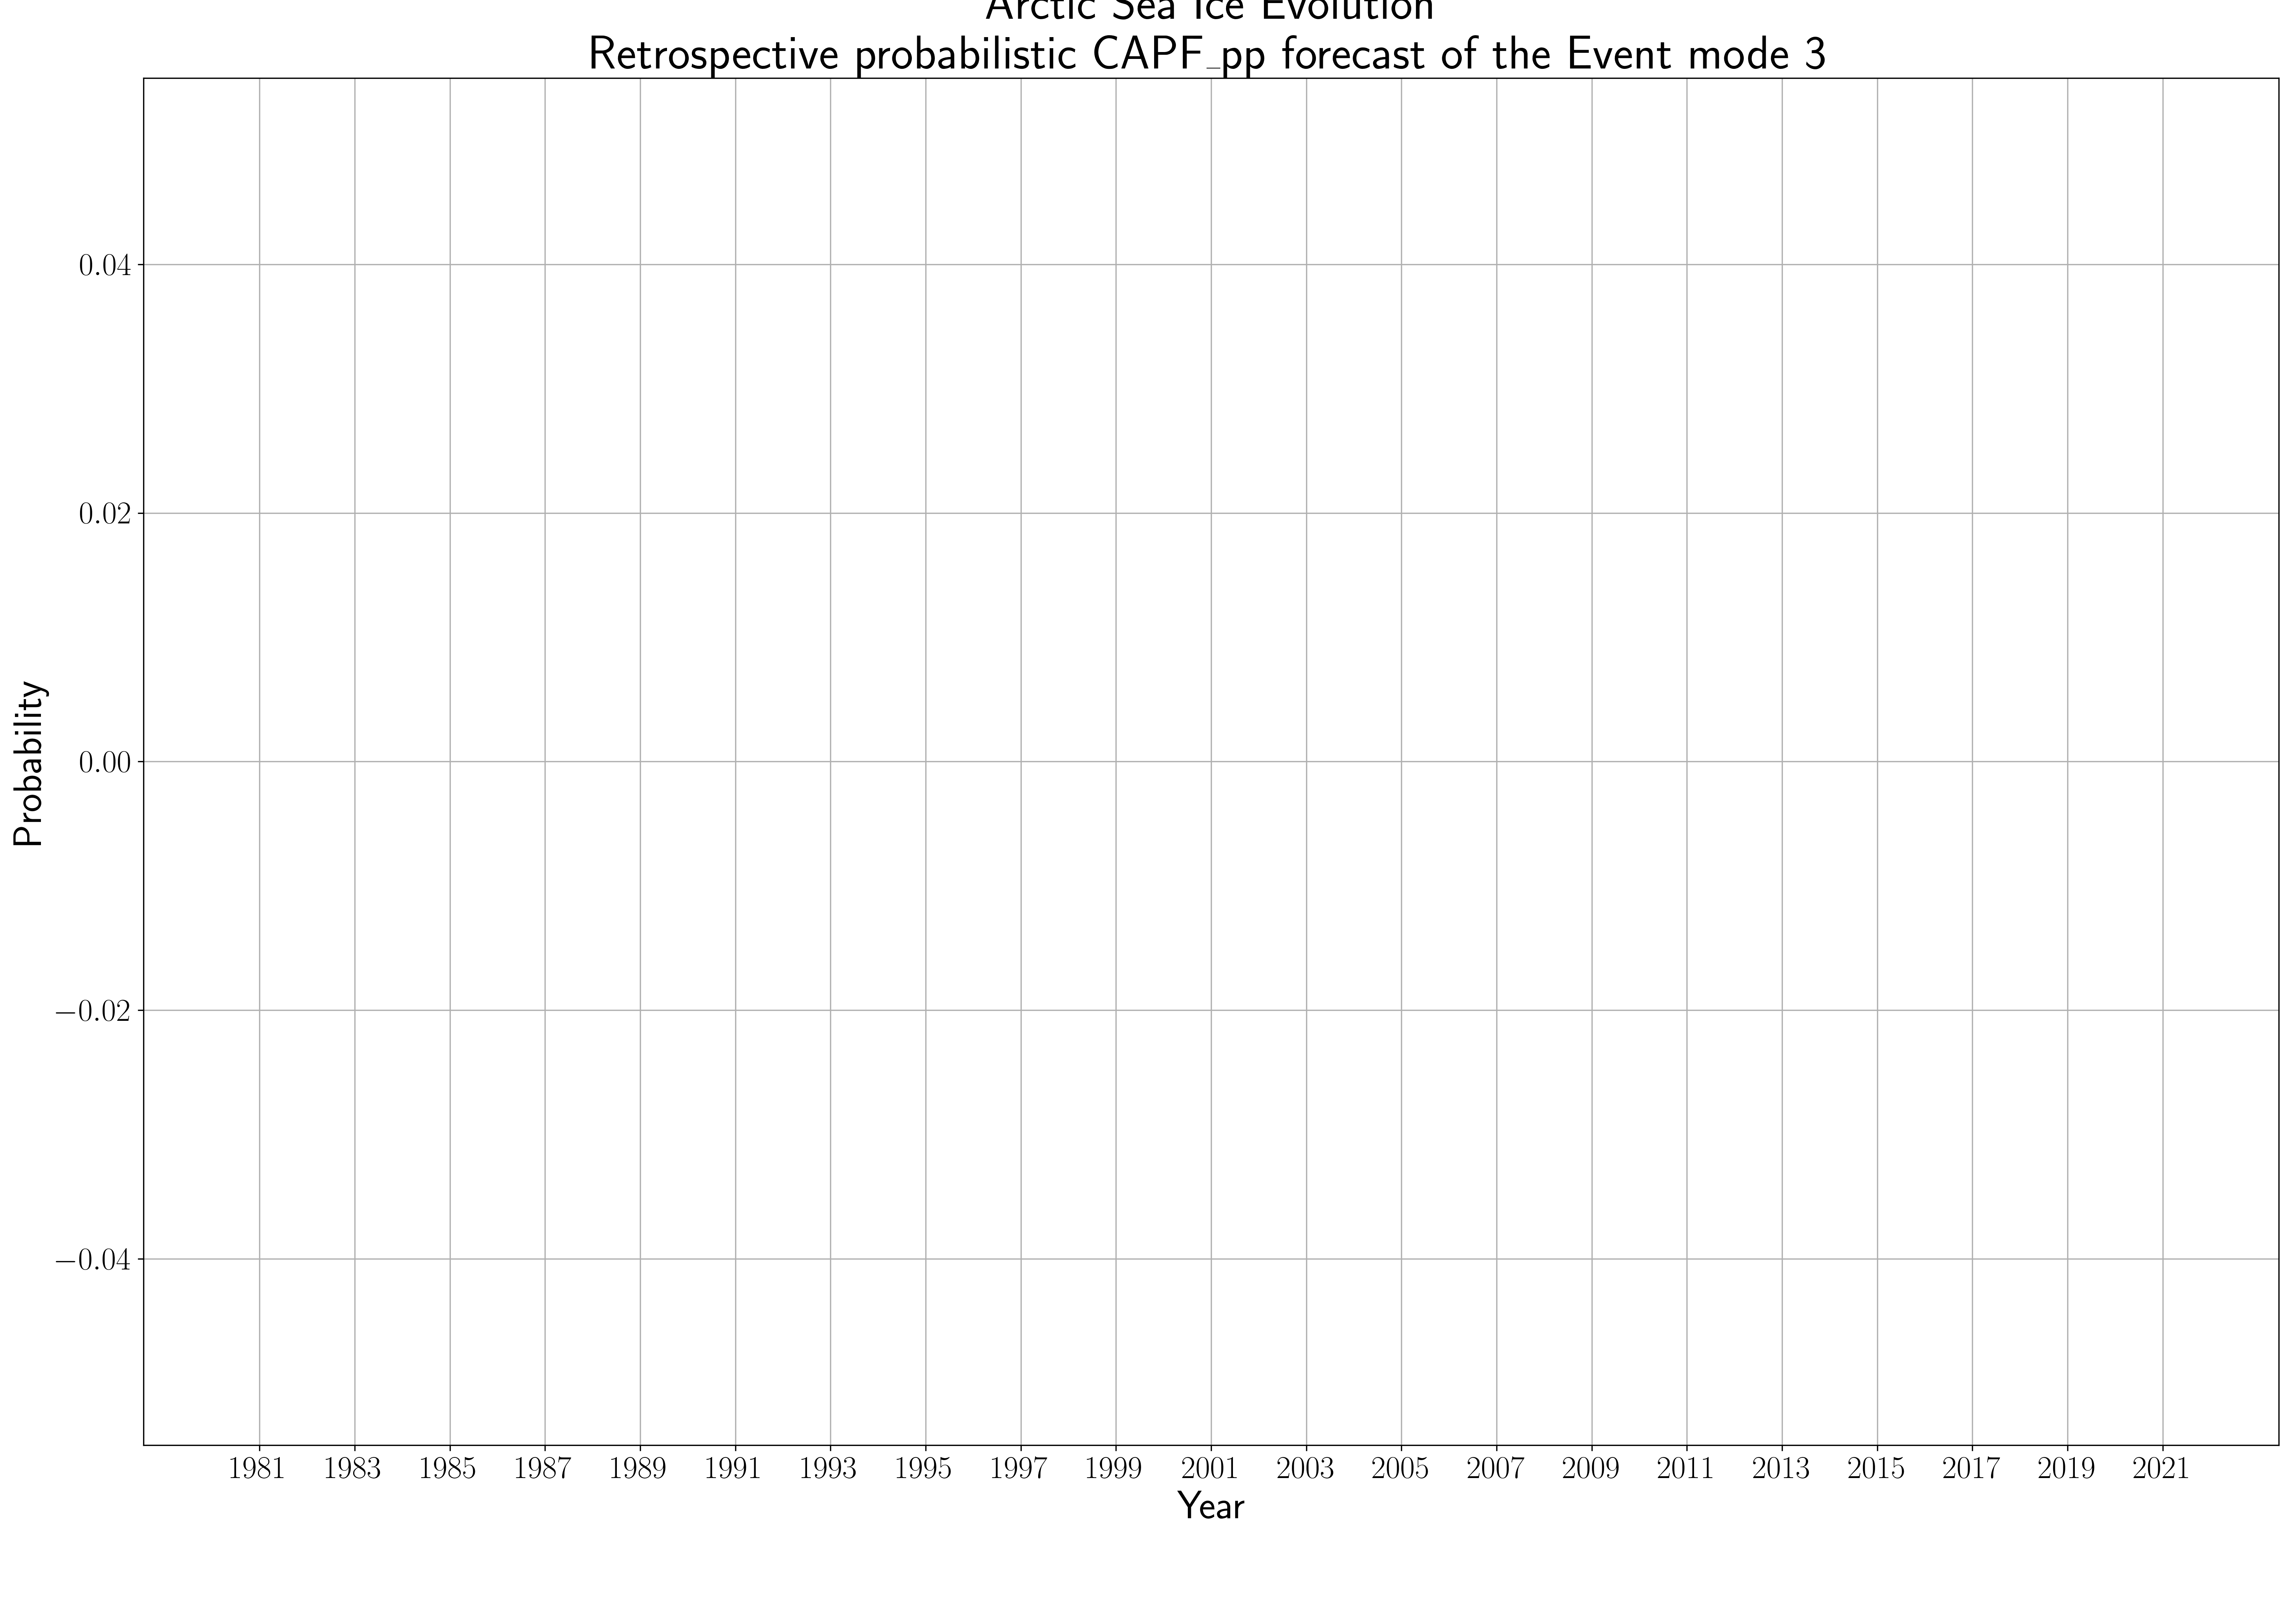 Arctic Sea Ice Evolution
Retrospective probabilistic CAPF_pp forecast of the Event mode 3
0.04
0.02
0.00
−0.02
−0.04
Probability
1981 1983 1985 1987 1989 1991 1993 1995 1997 1999 2001 2003 2005 2007 2009 2011 2013 2015 2017 2019 2021
Year